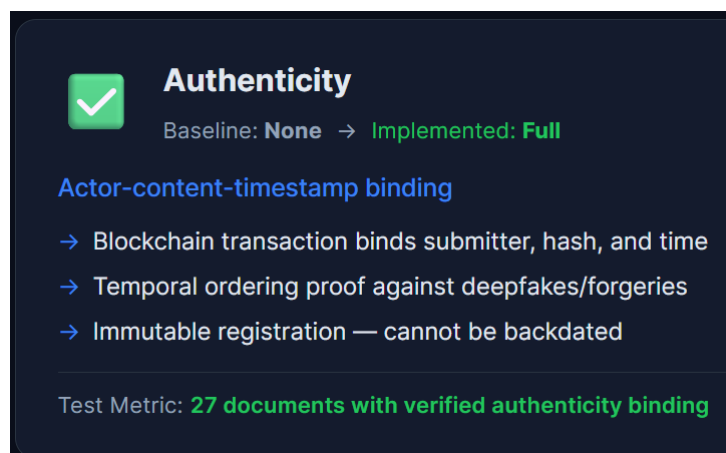 Authenticity
Baseline: None → Implemented: Full
Actor-content-timestamp binding
→ Blockchain transaction binds submitter, hash, and time
→ Temporal ordering proof against deepfakes/forgeries
→ Immutable registration — cannot be backdated
Test Metric: 27 documents with verified authenticity binding